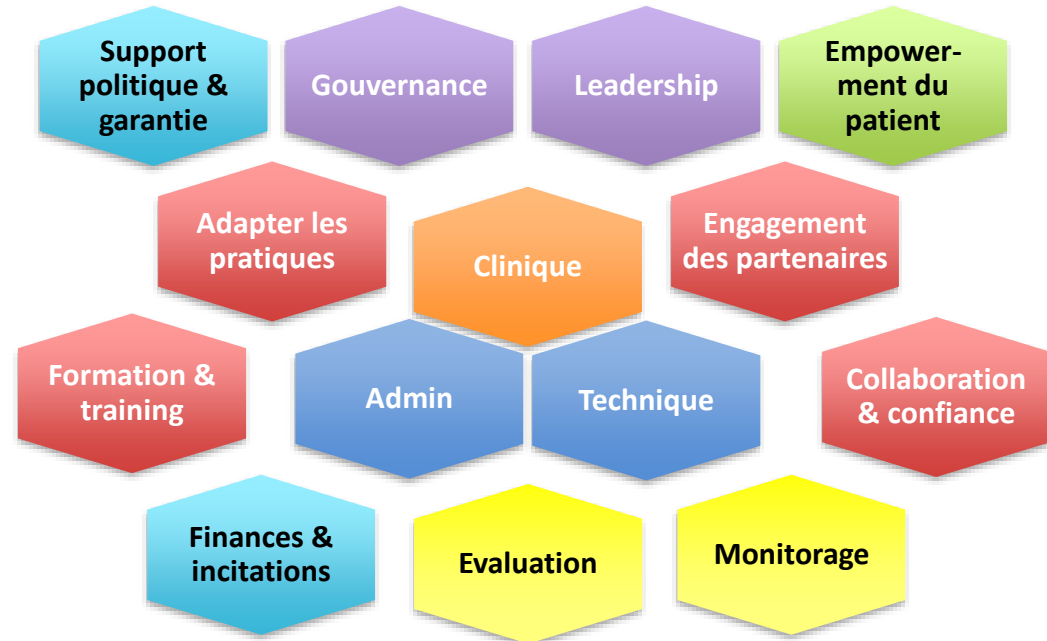 Support
politique &
garantie
Gouvernance
Leadership
Empower-
ment du
patient
Adapter les
pratiques
Clinique
Engagement
des partenaires
Formation &
training
Admin
Technique
Collaboration
& confiance
Finances &
incitations
Evaluation
Monitorage